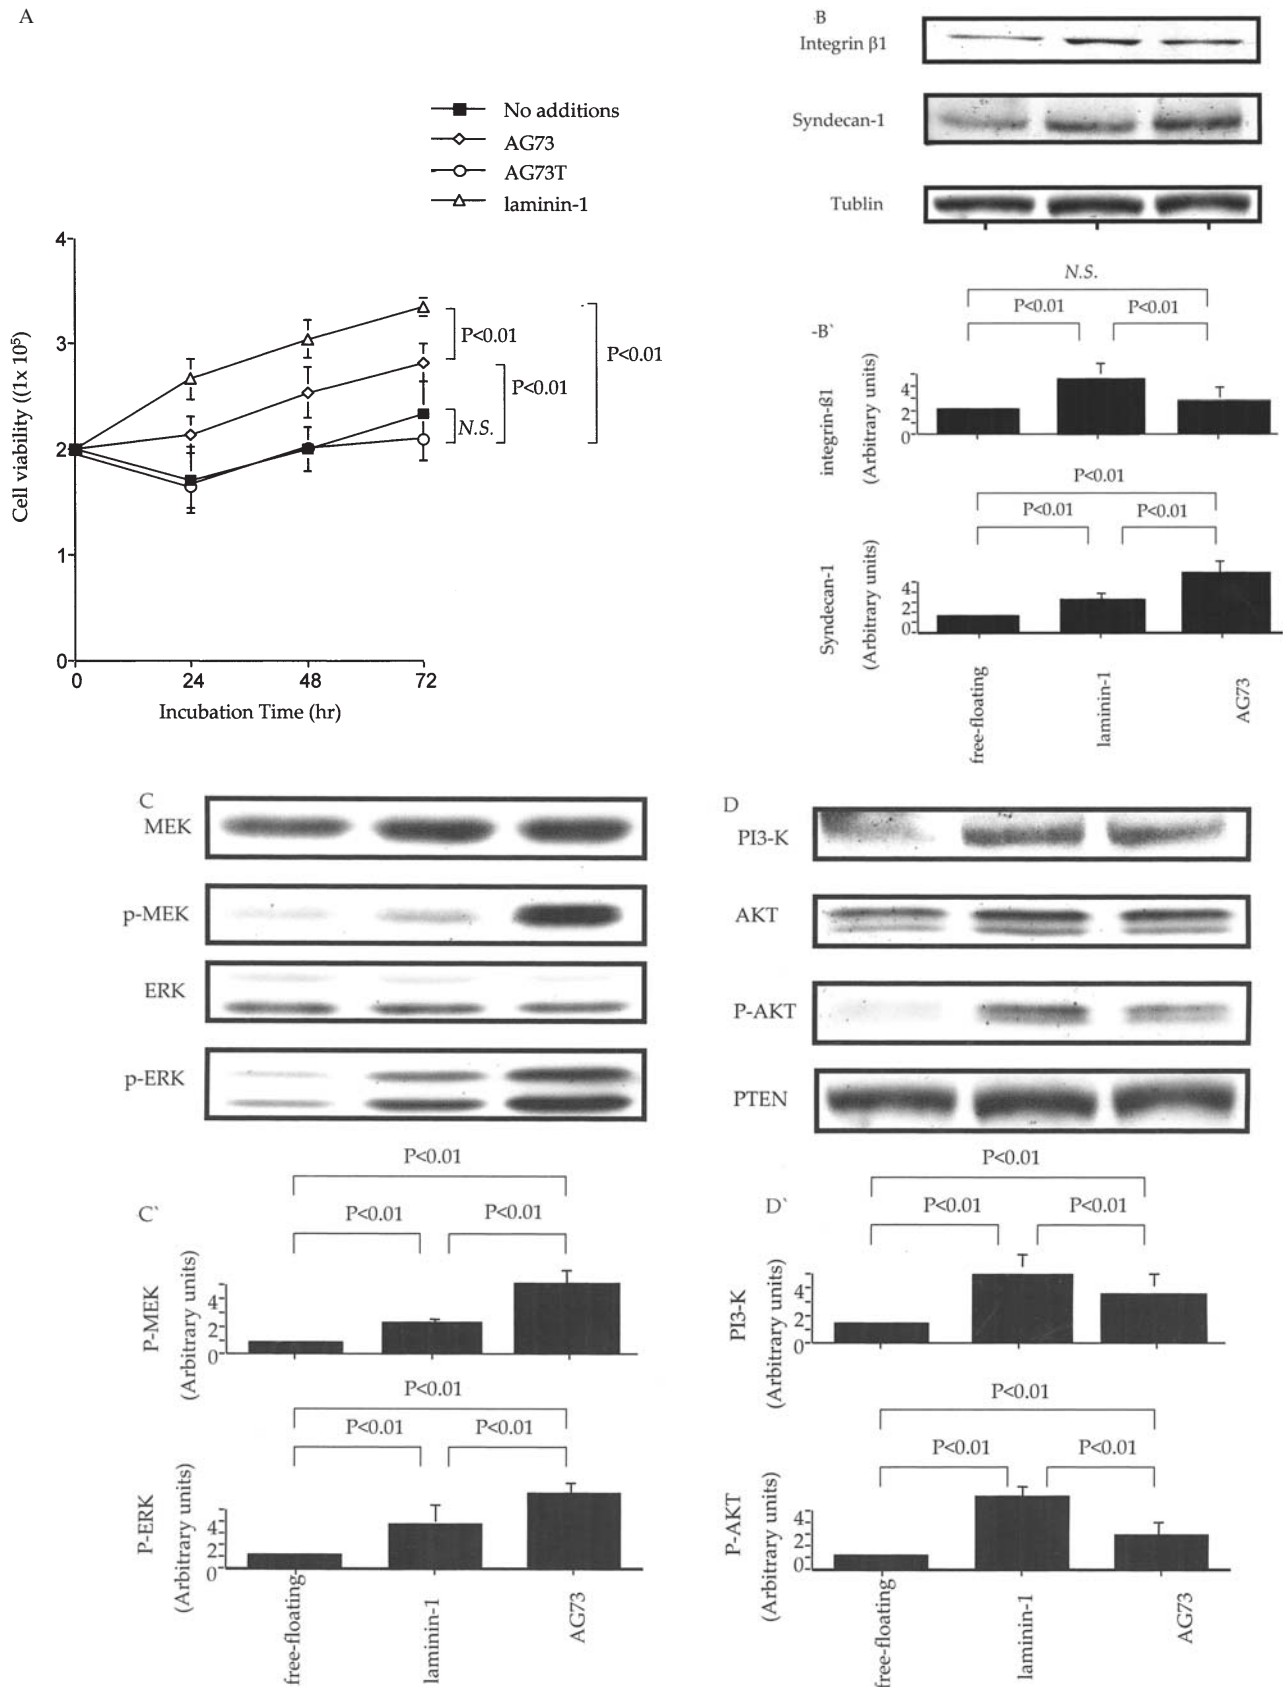 A
No additions
AG73
AG73T
laminin-1
4
3
2
1
0
Cell viability ((1x 10⁵)
P<0.01
P<0.01
P<0.01
N.S.
0 24 48 72
Incubation Time (hr)
B
Integrin β1
Syndecan-1
Tublin
N.S.
P<0.01 P<0.01
-B`
integrin-ß1
(Arbitrary units)
4
2
0
P<0.01
P<0.01 P<0.01
Syndecan-1
(Arbitrary units)
4
2
0
free-floating
laminin-1
AG73
C
MEK
p-MEK
ERK
p-ERK
P<0.01
C`
P<0.01 P<0.01
P-MEK
(Arbitrary units)
4
2
0
P<0.01
P<0.01 P<0.01
P-ERK
(Arbitrary units)
4
2
0
free-floating
laminin-1
AG73
D
PI3-K
AKT
P-AKT
PTEN
P<0.01
D`
P<0.01 P<0.01
PI3-K
(Arbitrary units)
4
2
0
P<0.01
P<0.01 P<0.01
P-AKT
(Arbitrary units)
4
2
0
free-floating
laminin-1
AG73